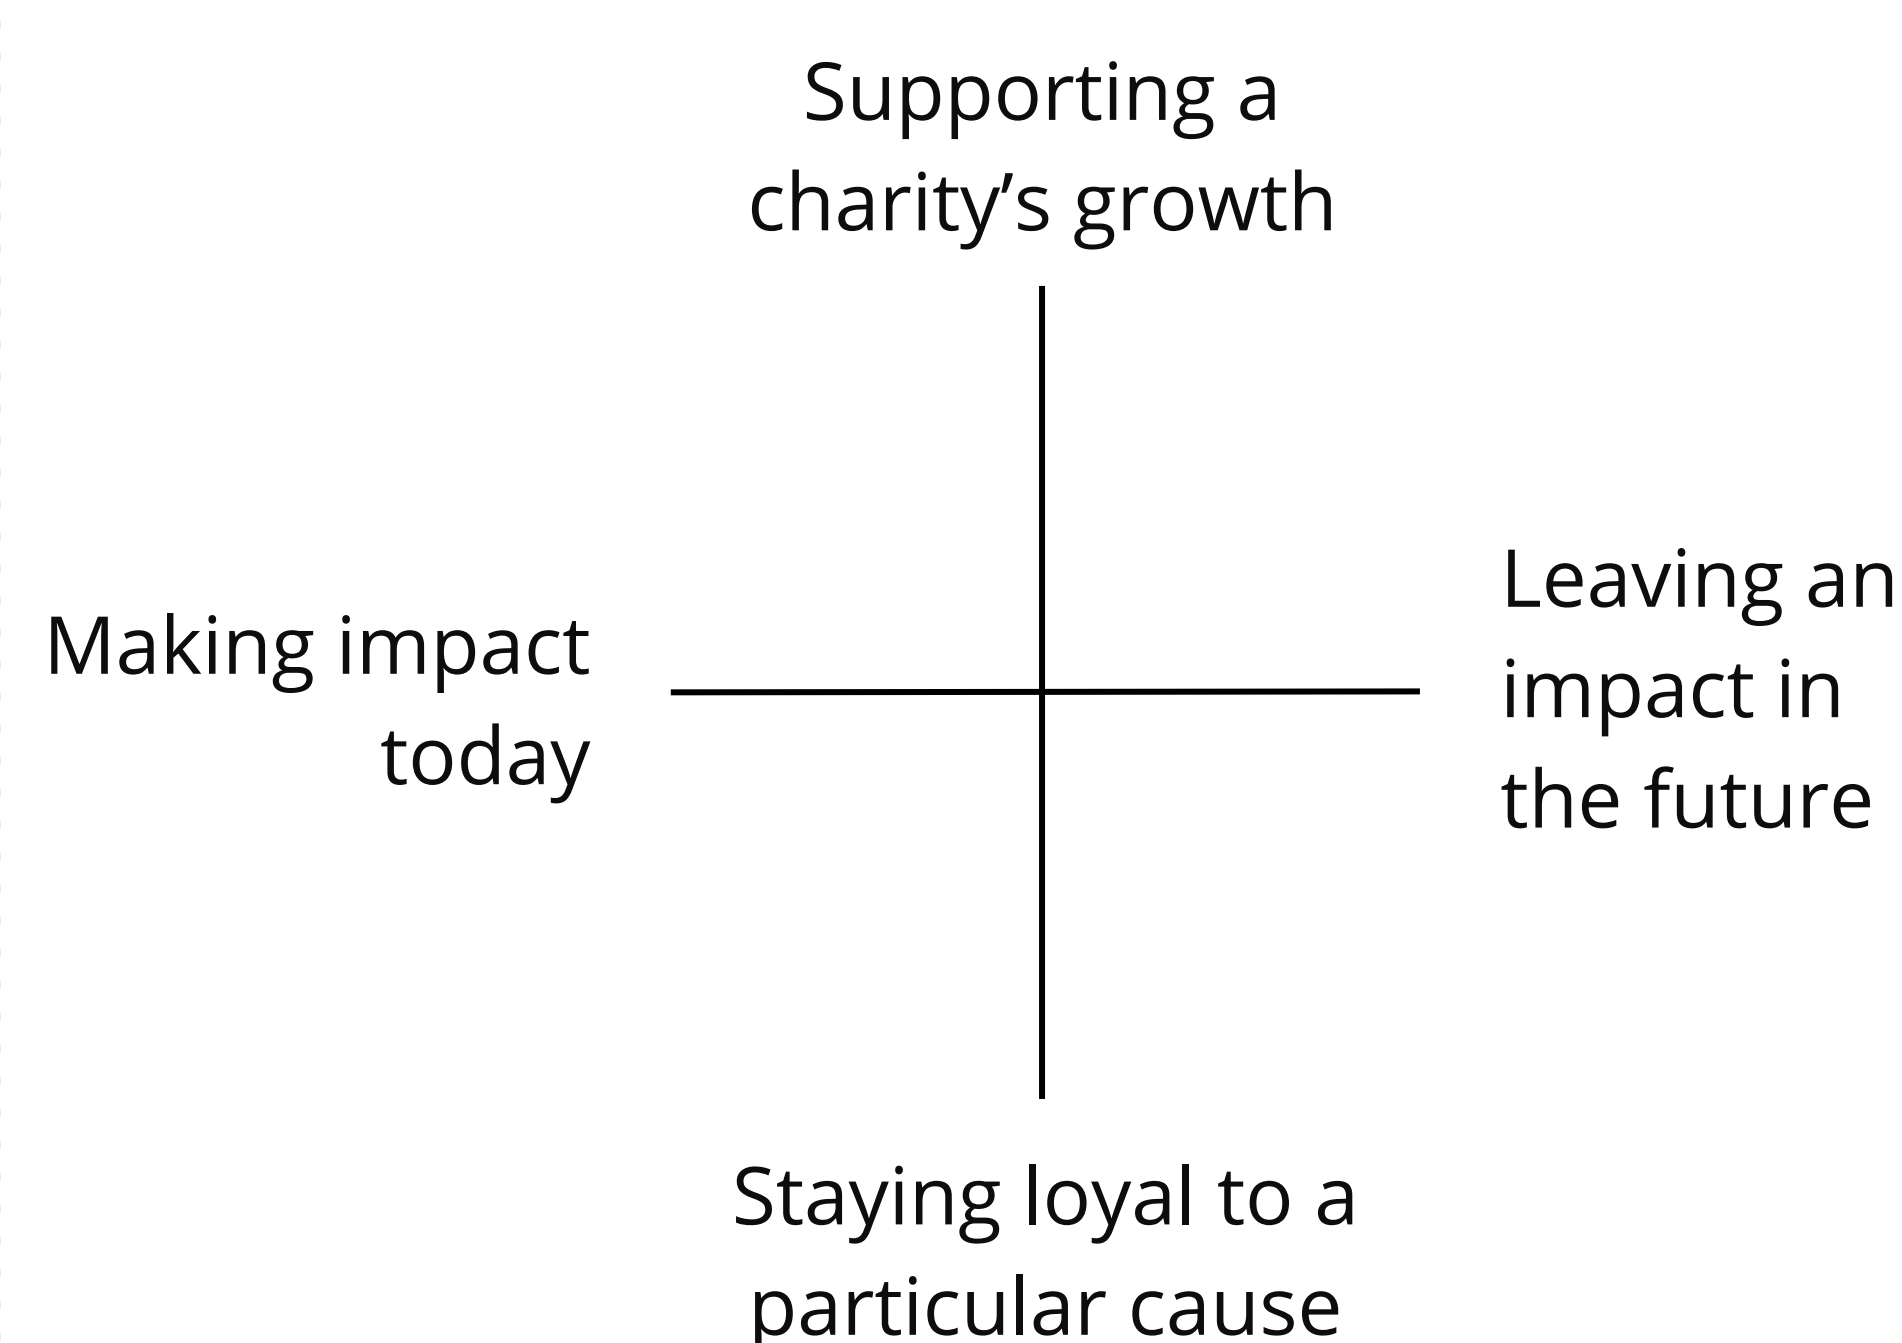 Supporting a
charity’s growth
Making impact
today
Leaving an
impact in
the future
Staying loyal to a
particular cause